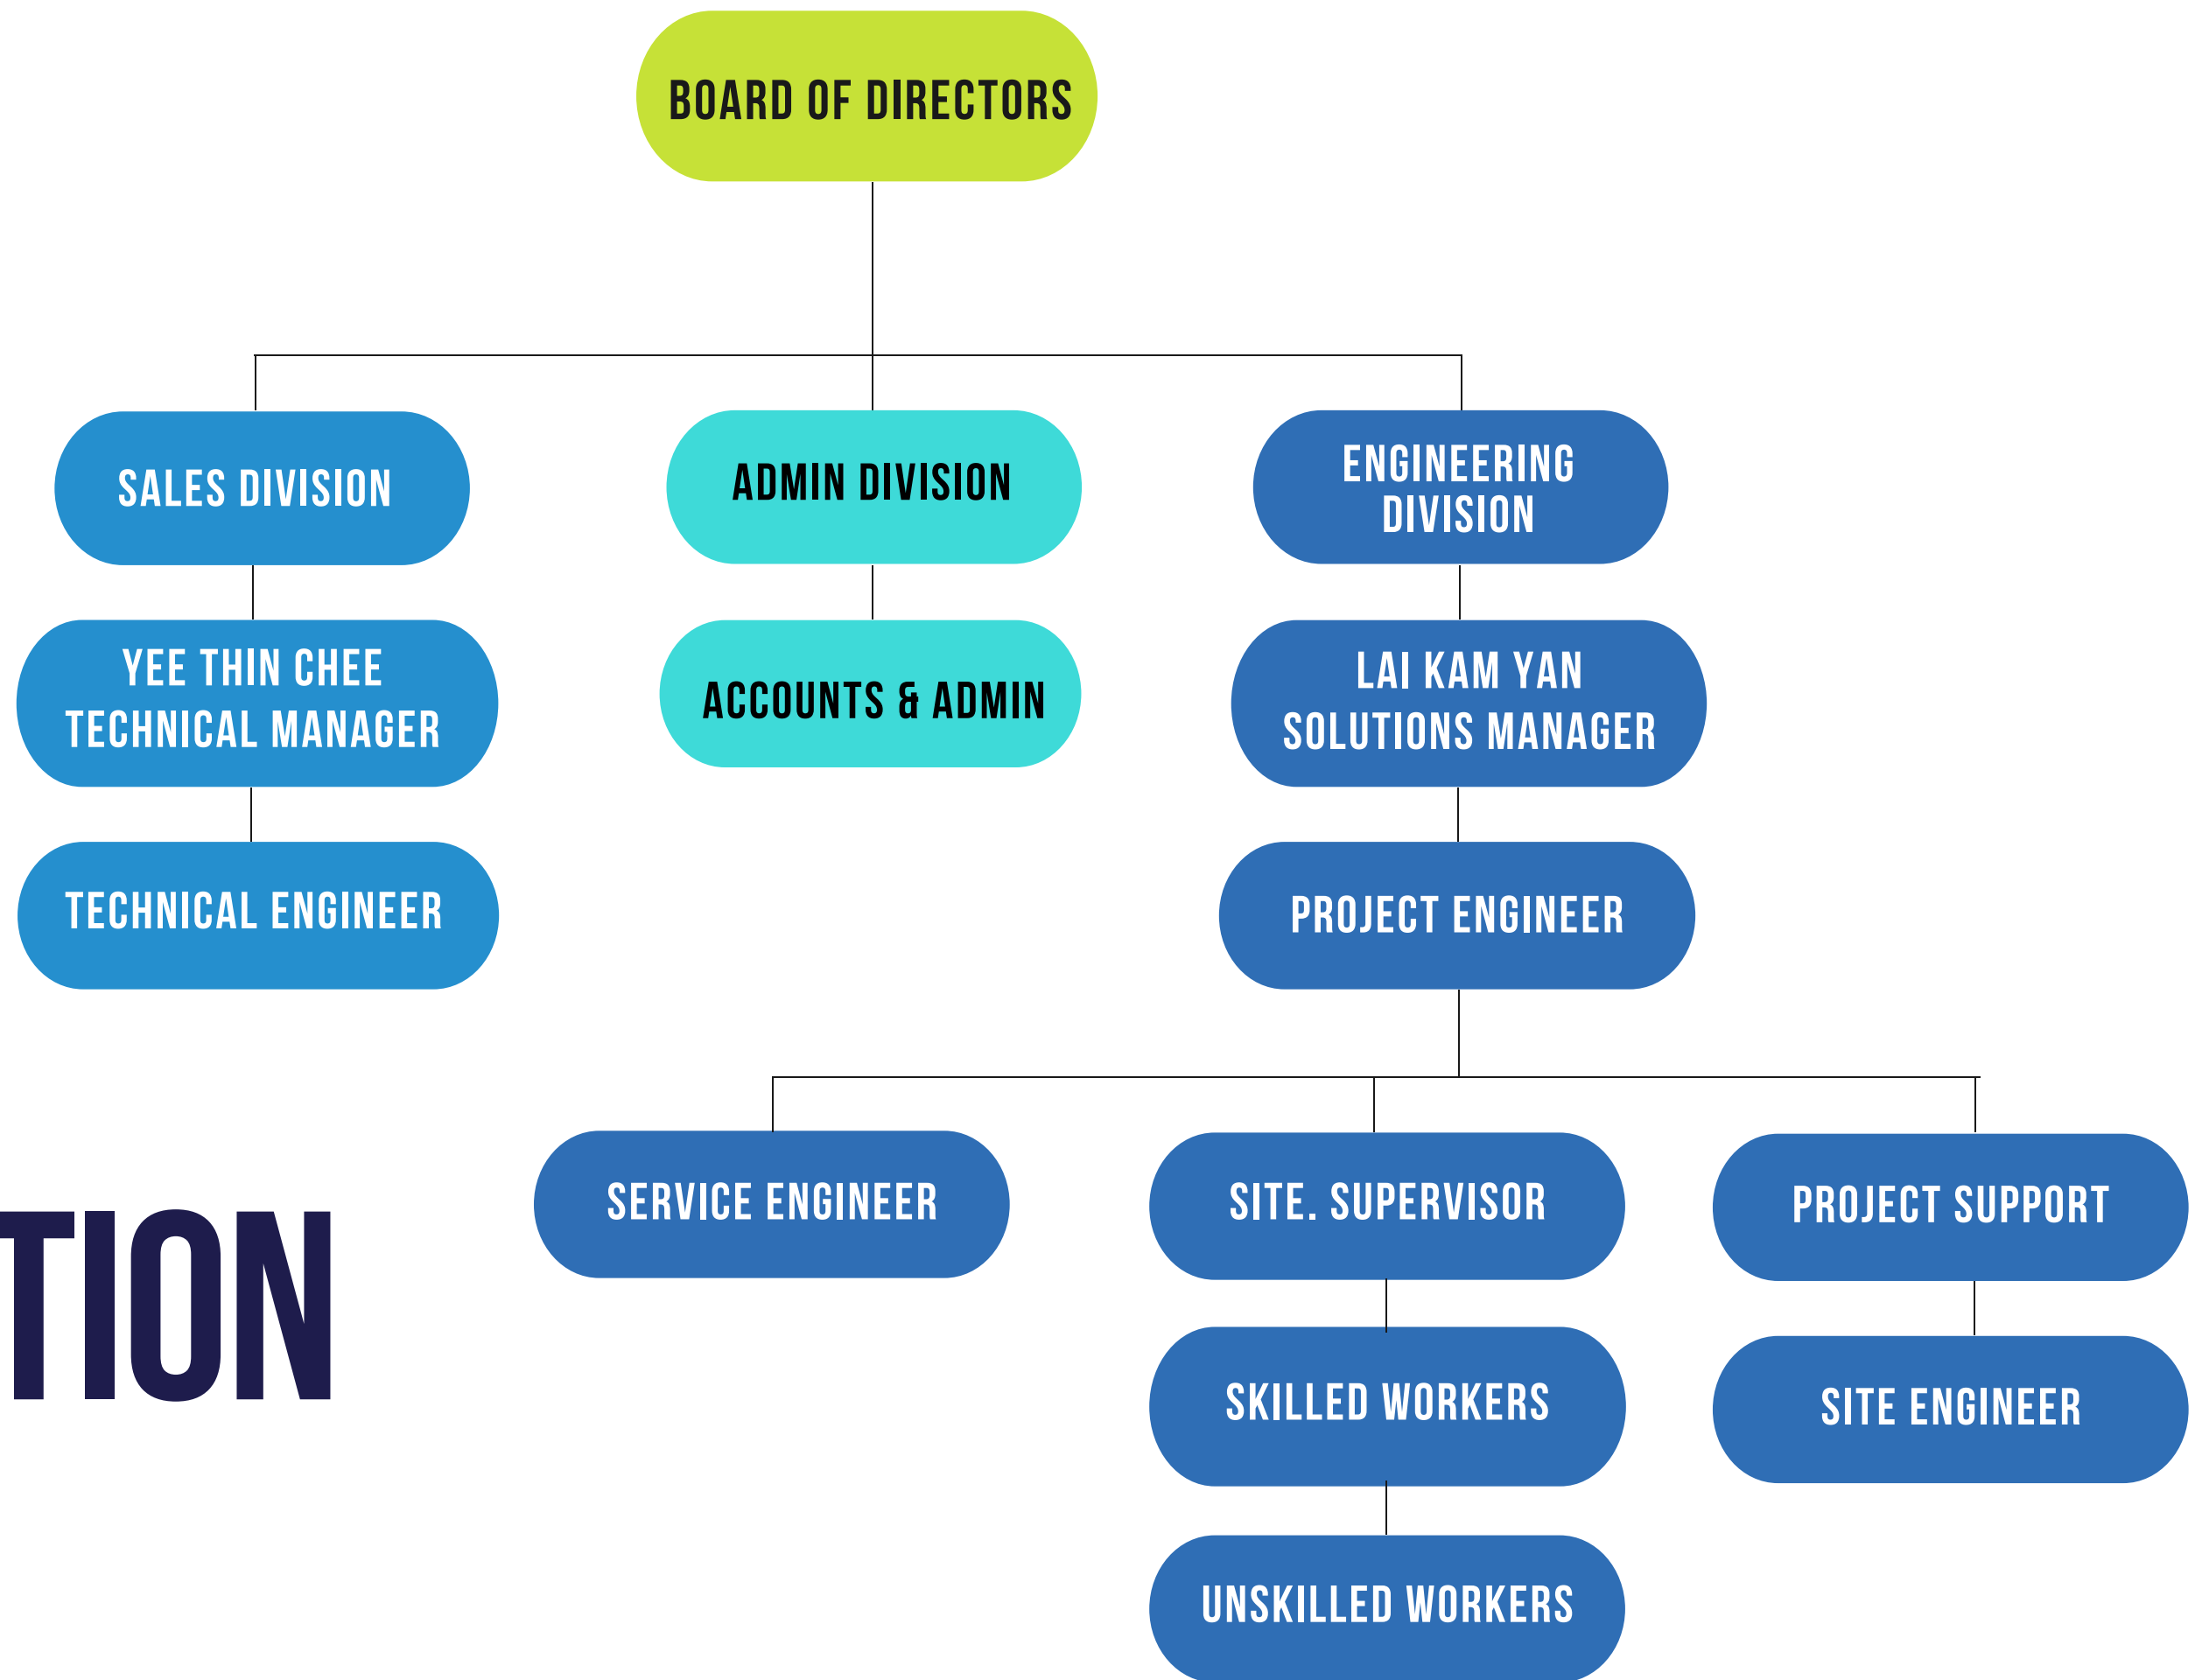 BOARD OF DIRECTORS
SALES DIVISION
ADMIN DIVISION
ENGINEERING
DIVISION
YEE THIN CHEE
TECHNICAL MANAGER
ACCOUNTS & ADMIN
LAI KAM YAN
SOLUTIONS MANAGER
TECHNICAL ENGINEER
PROJECT ENGINEER
SERVICE ENGINEER
SITE. SUPERVISOR
PROJECT SUPPORT
TION
SKILLED WORKERS
SITE ENGINEER
UNSKILLED WORKERS